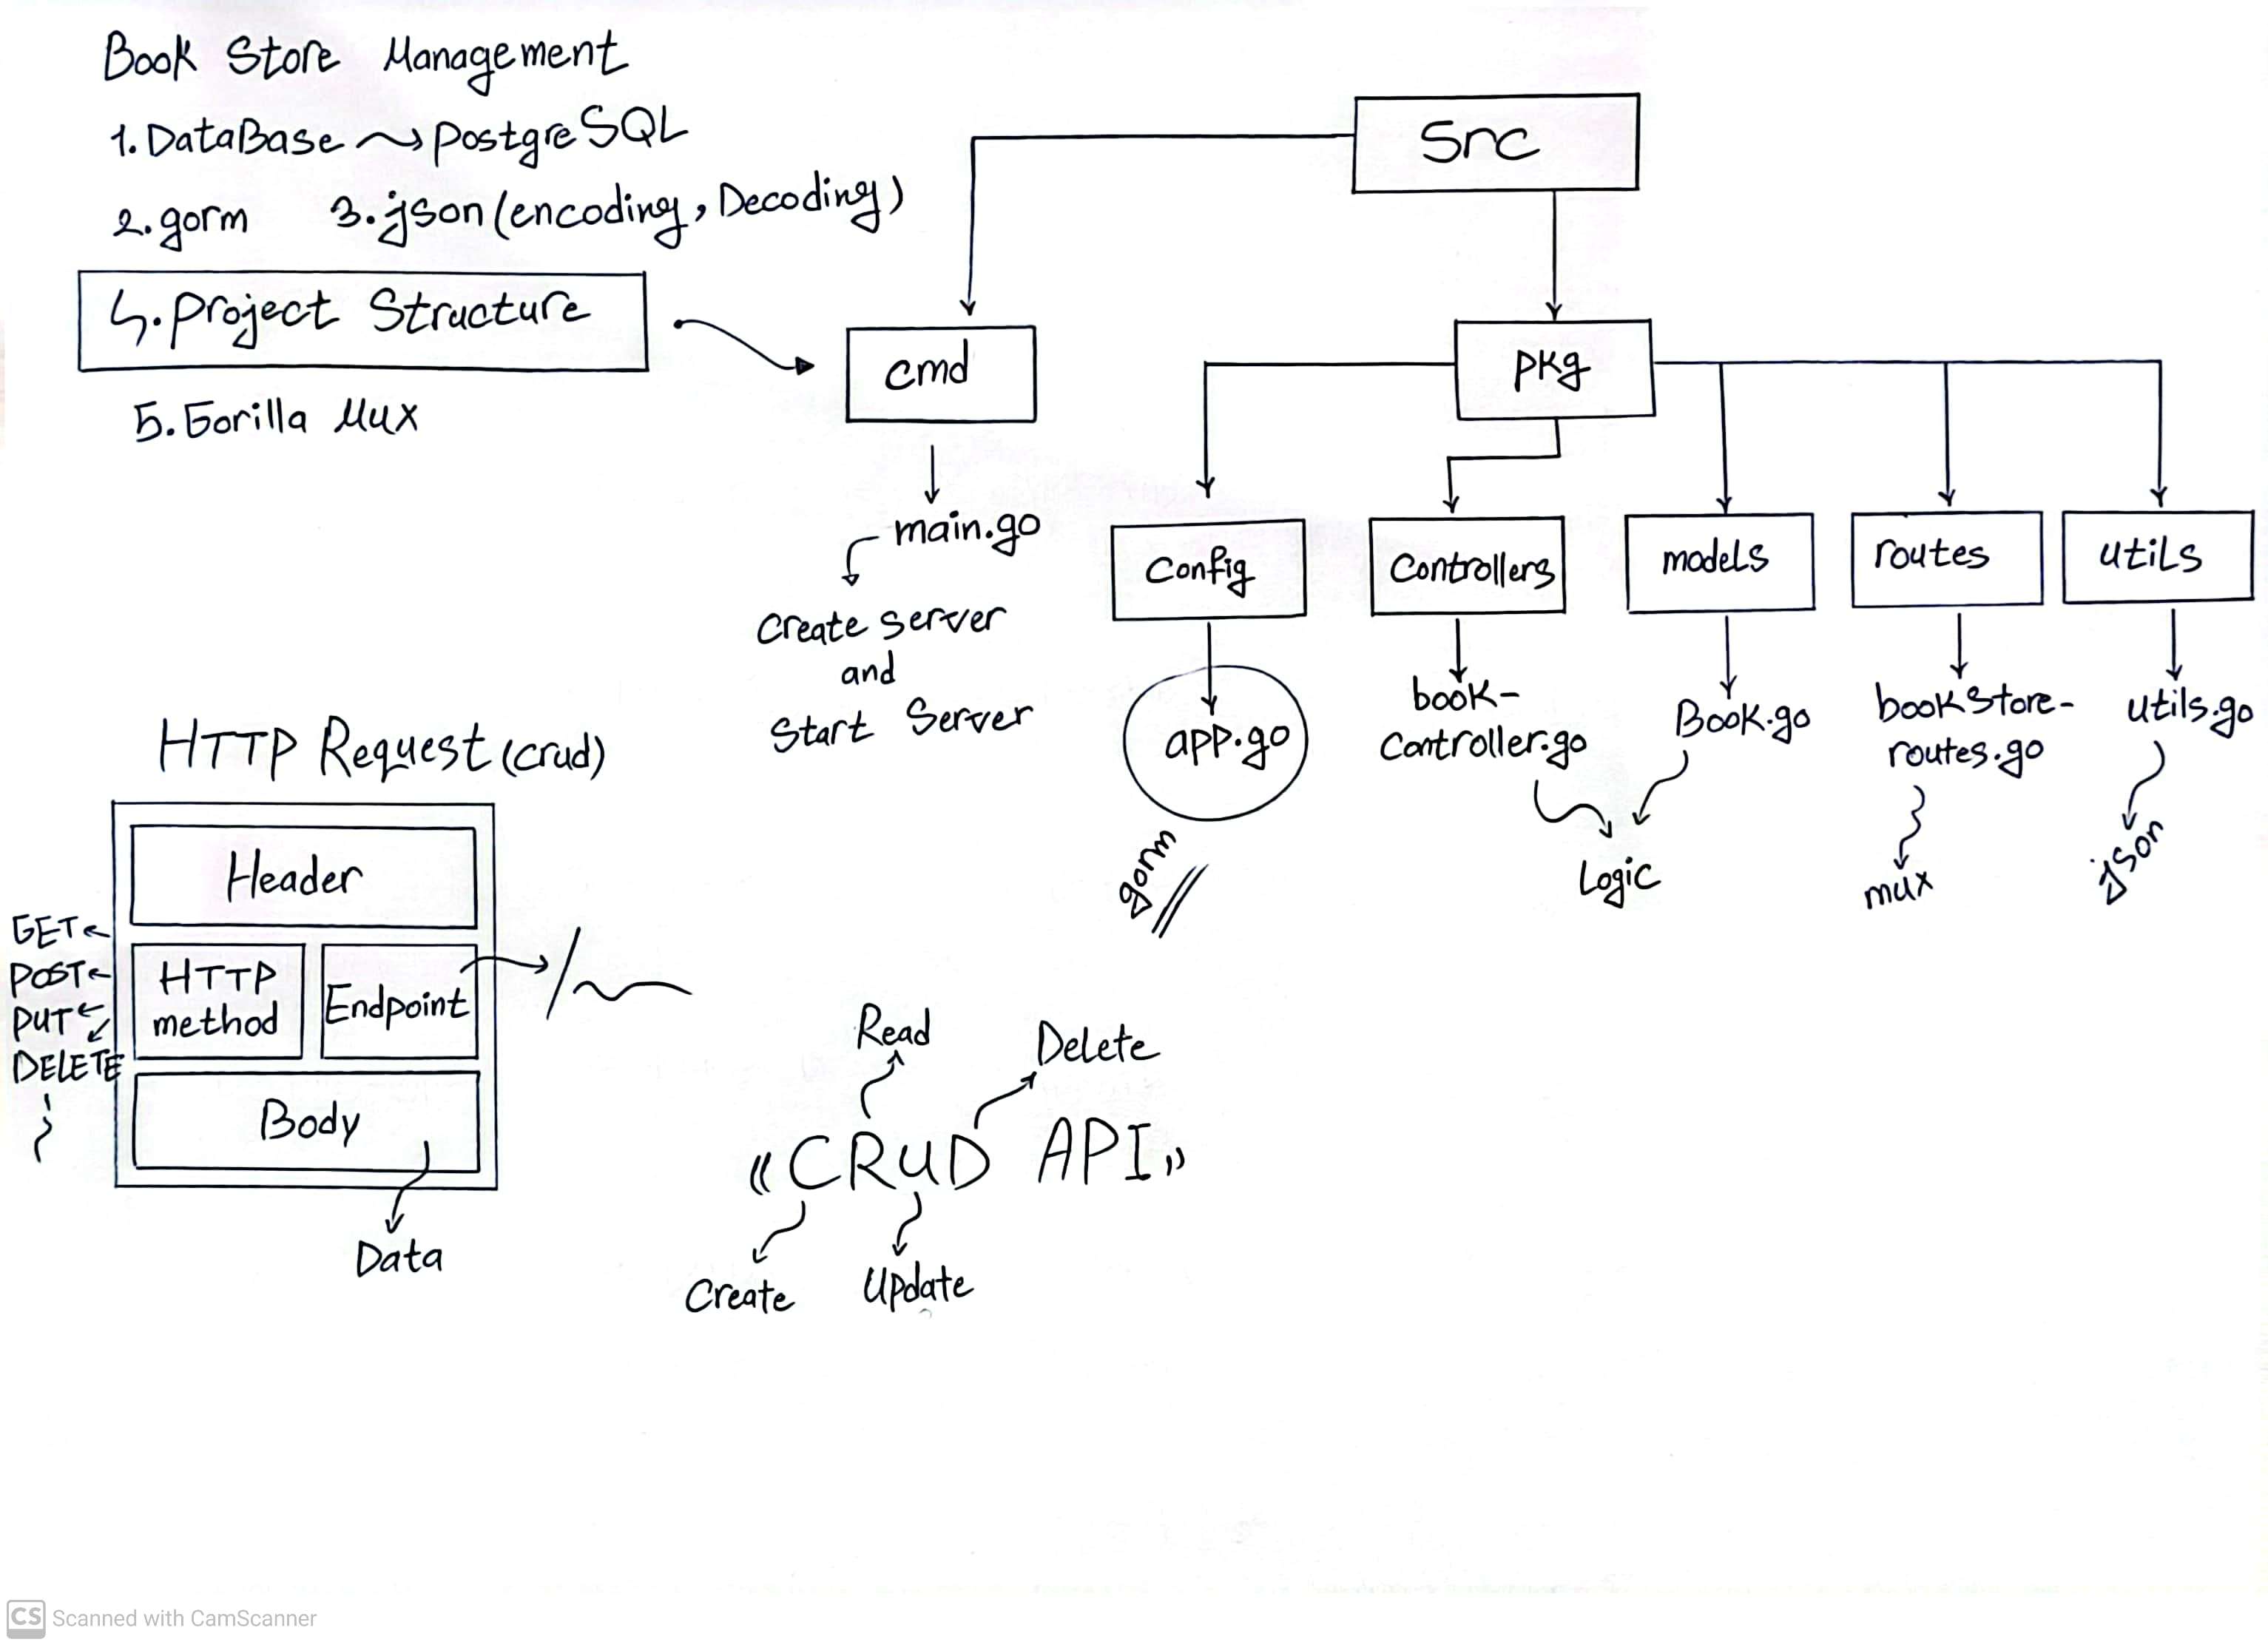 Book Store Management
1. DataBase PostgreSQL
2. gorm 3. json (encoding, Decoding)
4. Project Structure
5. Gorilla Mux
Src
cmd
pkg
main.go
Create server
and
Start Server
Config
Controllers
models
routes
utils
app.go
gorm
book-
Controller.go
Book.go
Logic
bookStore-
routes.go
mux
utils.go
json
HTTP Request (crud)
Header
HTTP
method
Endpoint
Body
GET
POST
PUT
DELETE
/
Data
Read
Delete
« CRUD API »
Create
Update
CS Scanned with CamScanner